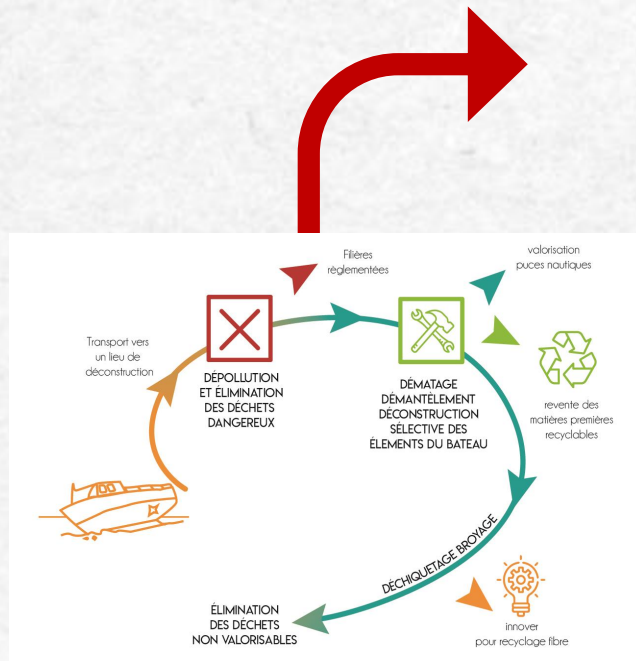 Filières
règlementées
valorisation
puces nautiques
Transport vers
un lieu de
déconstruction
DÉPOLLUTION
ET ÉLIMINATION
DES DÉCHETS
DANGEREUX
DÉMATAGE
DÉMANTÈLEMENT
DÉCONSTRUCTION
SÉLECTIVE DES
ÉLEMENTS DU BATEAU
revente des
matières premières
recyclables
DÉCHIQUETAGE BROYAGE
ÉLIMINATION
DES DÉCHETS
NON VALORISABLES
innover
pour recyclage fibre